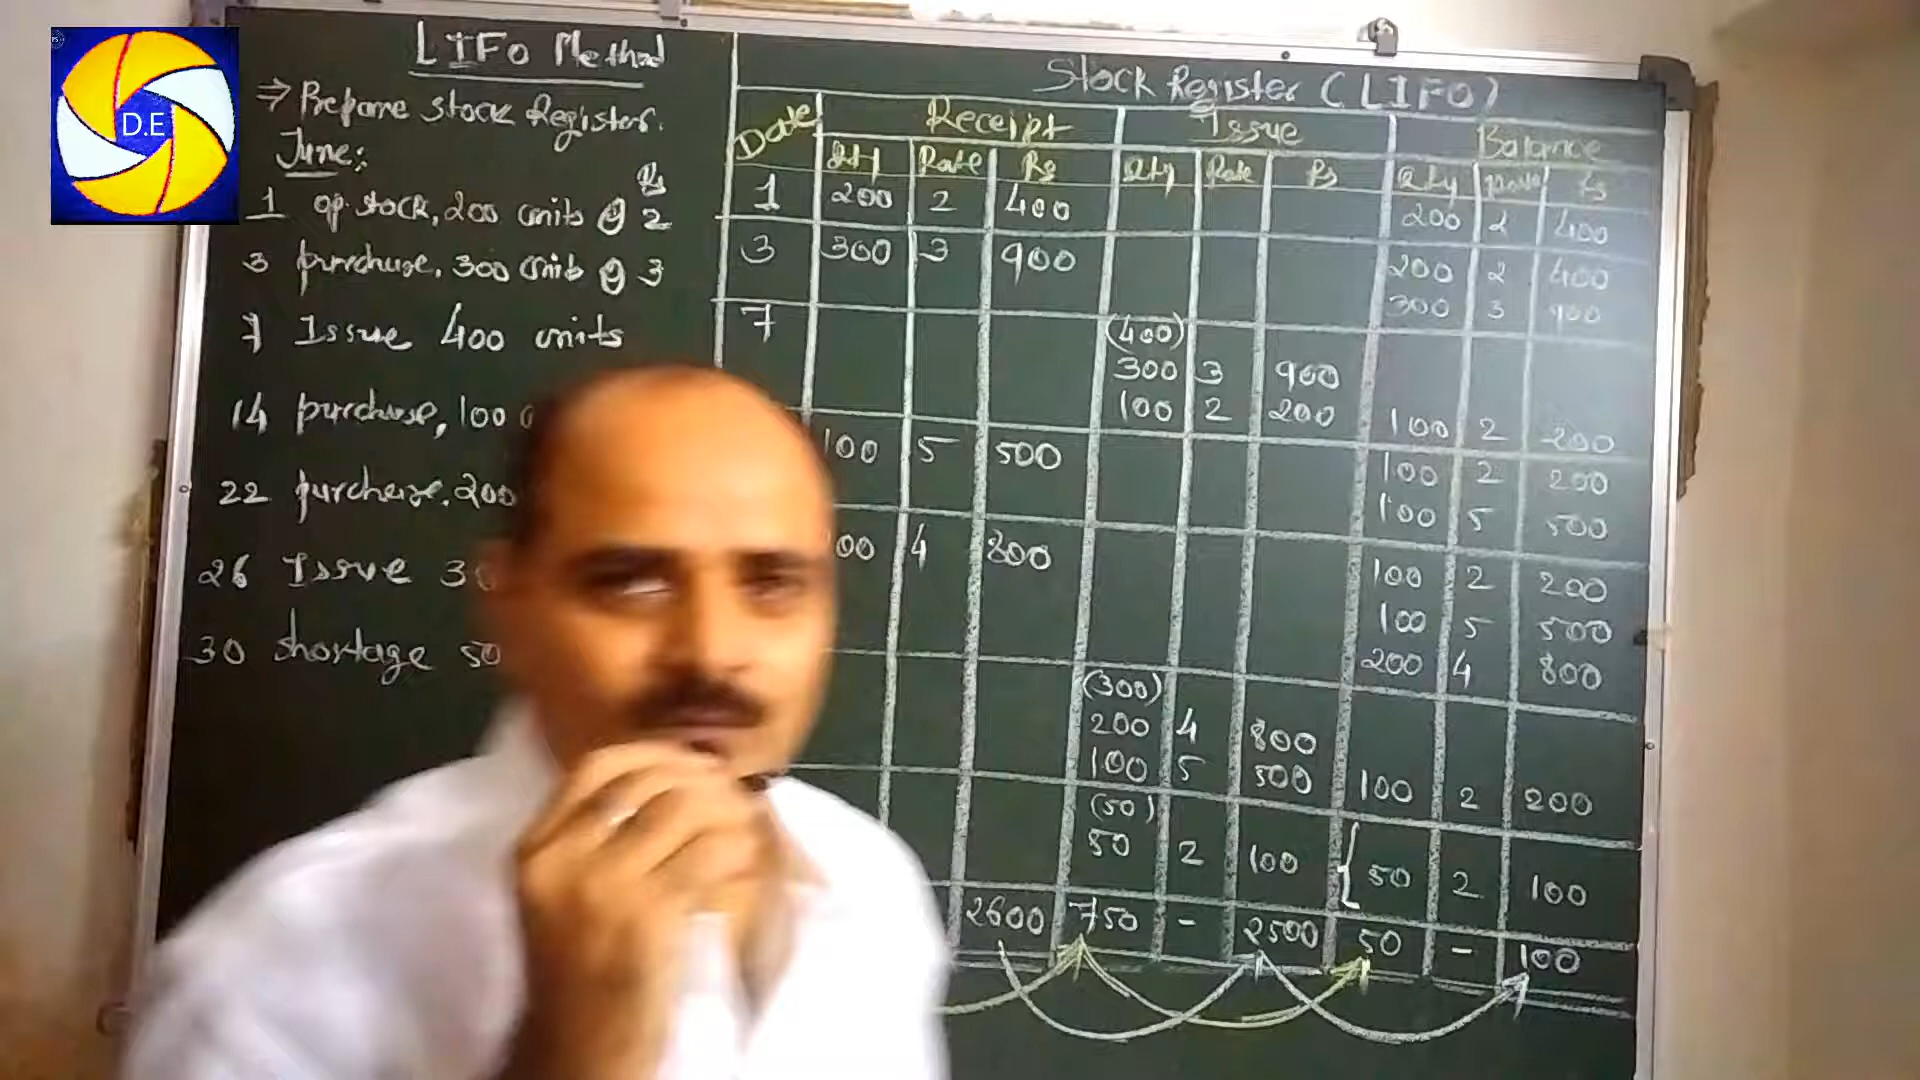 D.E
LIFO Method
⇒ Prepare stock Register.
June:
Rs
1 op. stock, 200 units @ 2
3 purchase, 300 units @ 3
7 Issue 400 units
14 purchase, 100
22 purchase. 200
26 Issue
30 shortage 50
Stock Register (LIFO)
Date Receipt Issue Balance
Qty Rate Rs Qty Rate Rs Qty Rate Rs
1 200 2 400 200 2 400
3 300 3 900 200 2 400
300 3 900
7 (400)
300 3 900
100 2 200 100 2 200
100 5 500 100 2 200
100 5 500
00 4 800 100 2 200
100 5 500
200 4 800
(300)
200 4 800
100 5 500 100 2 200
(50)
50 2 100 { 50 2 100
2600 750 - 2500 50 - 100